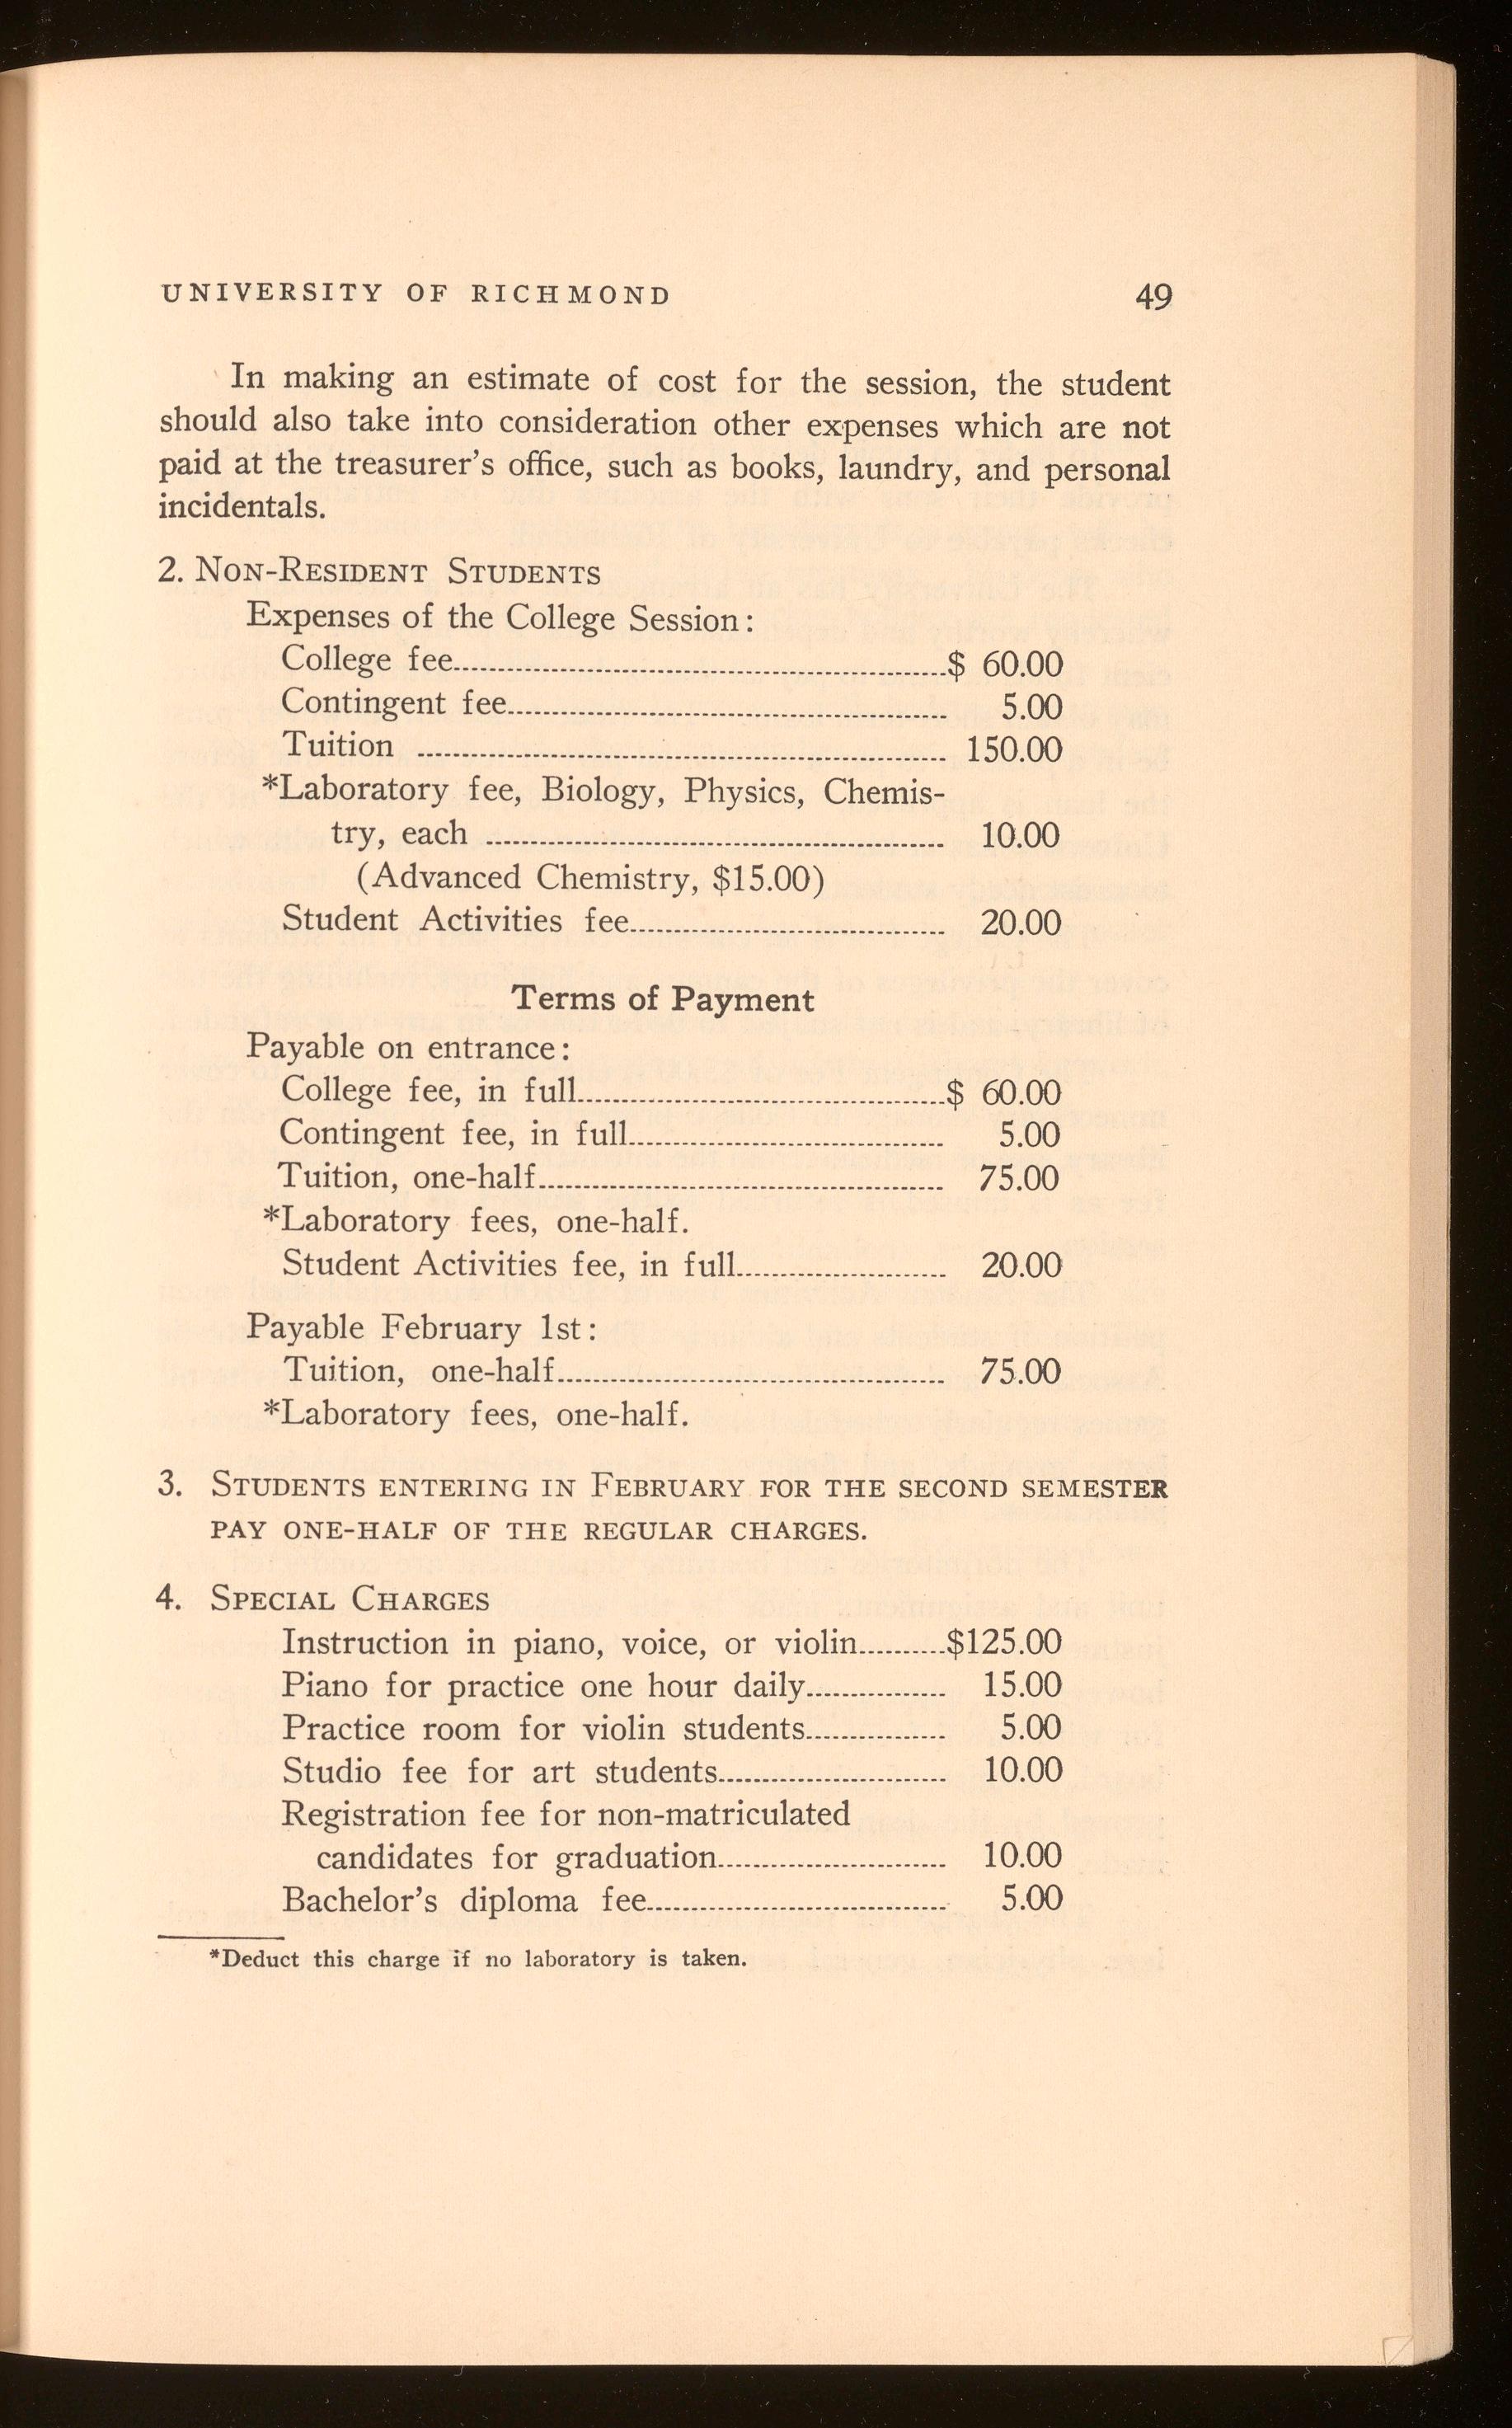 UNIVERSITY OF RICHMOND 49
In making an estimate of cost for the session, the student
should also take into consideration other expenses which are not
paid at the treasurer's office, such as books, laundry, and personal
incidentals.
2. NON-RESIDENT STUDENTS
Expenses of the College Session:
College fee................................................$ 60.00
Contingent fee................................................ 5.00
Tuition ................................................ 150.00
*Laboratory fee, Biology, Physics, Chemis-
try, each ................................................ 10.00
(Advanced Chemistry, $15.00)
Student Activities fee................................ 20.00
Terms of Payment
Payable on entrance:
College fee, in full................................$ 60.00
Contingent fee, in full................................ 5.00
Tuition, one-half................................ 75.00
*Laboratory fees, one-half.
Student Activities fee, in full........................ 20.00
Payable February 1st:
Tuition, one-half................................ 75.00
*Laboratory fees, one-half.
3. STUDENTS ENTERING IN FEBRUARY FOR THE SECOND SEMESTER
PAY ONE-HALF OF THE REGULAR CHARGES.
4. SPECIAL CHARGES
Instruction in piano, voice, or violin..........$125.00
Piano for practice one hour daily................ 15.00
Practice room for violin students................ 5.00
Studio fee for art students.......................... 10.00
Registration fee for non-matriculated
candidates for graduation.......................... 10.00
Bachelor's diploma fee.................................. 5.00
*Deduct this charge if no laboratory is taken.